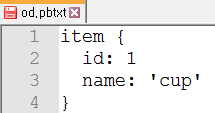 od.pbtxt
1 item {
2   id: 1
3   name: 'cup'
4 }